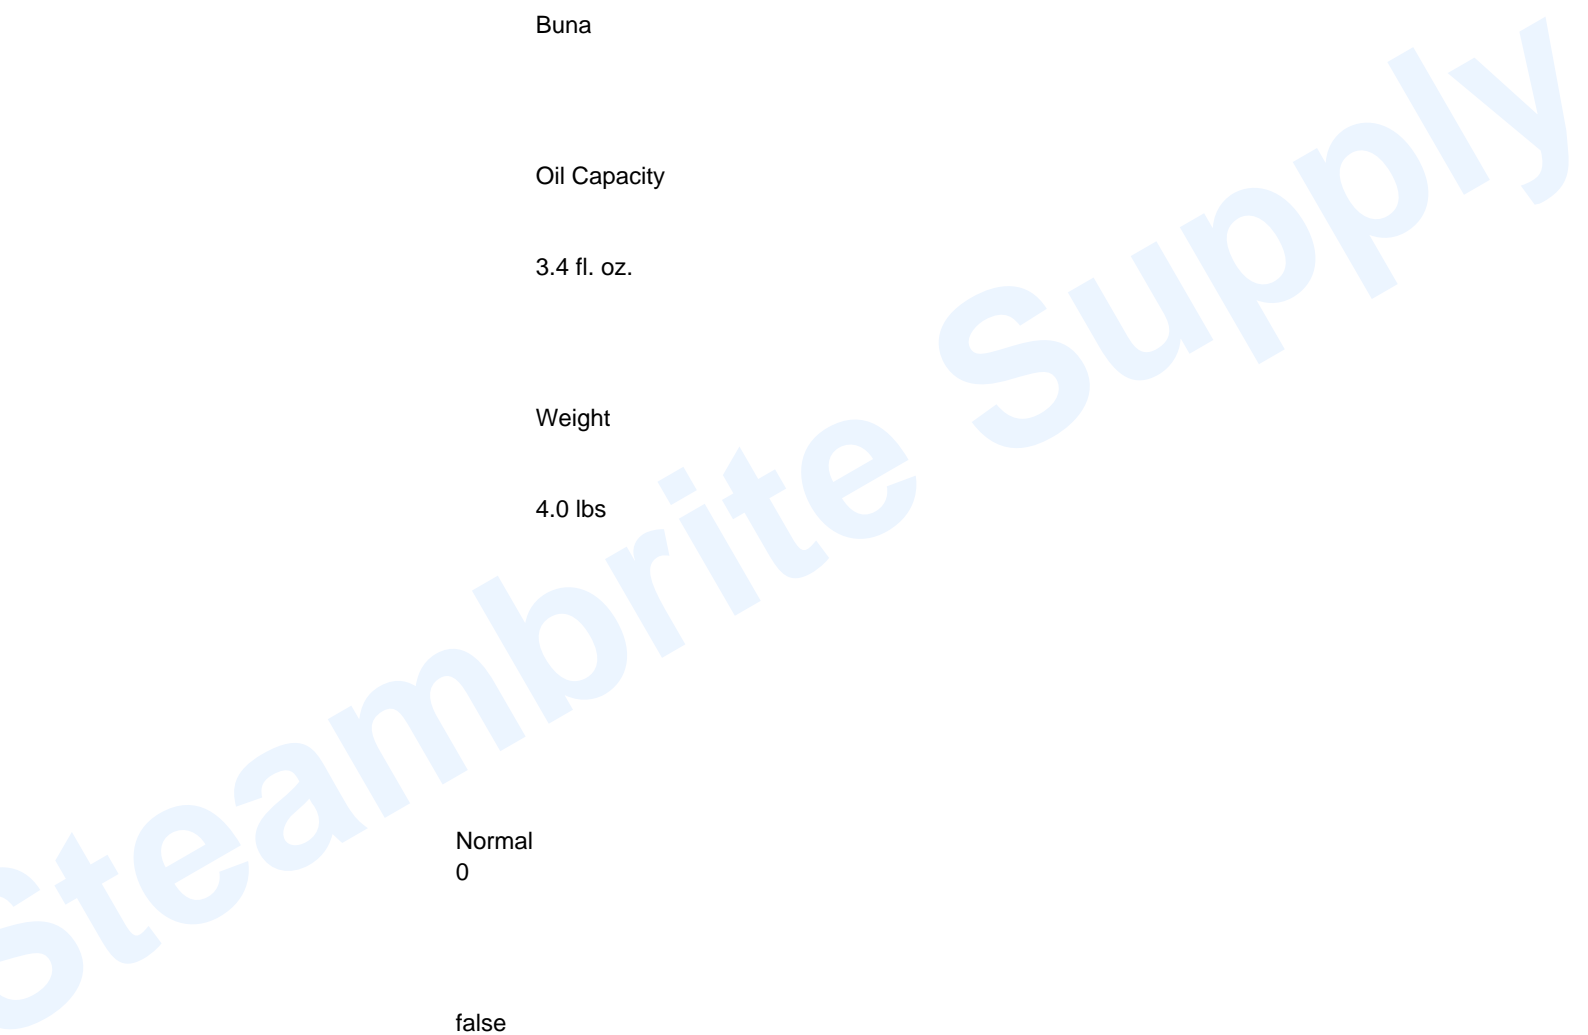 Buna
Oil Capacity
3.4 fl. oz.
Weight
4.0 lbs
Normal
0
false
Steambrite Supply